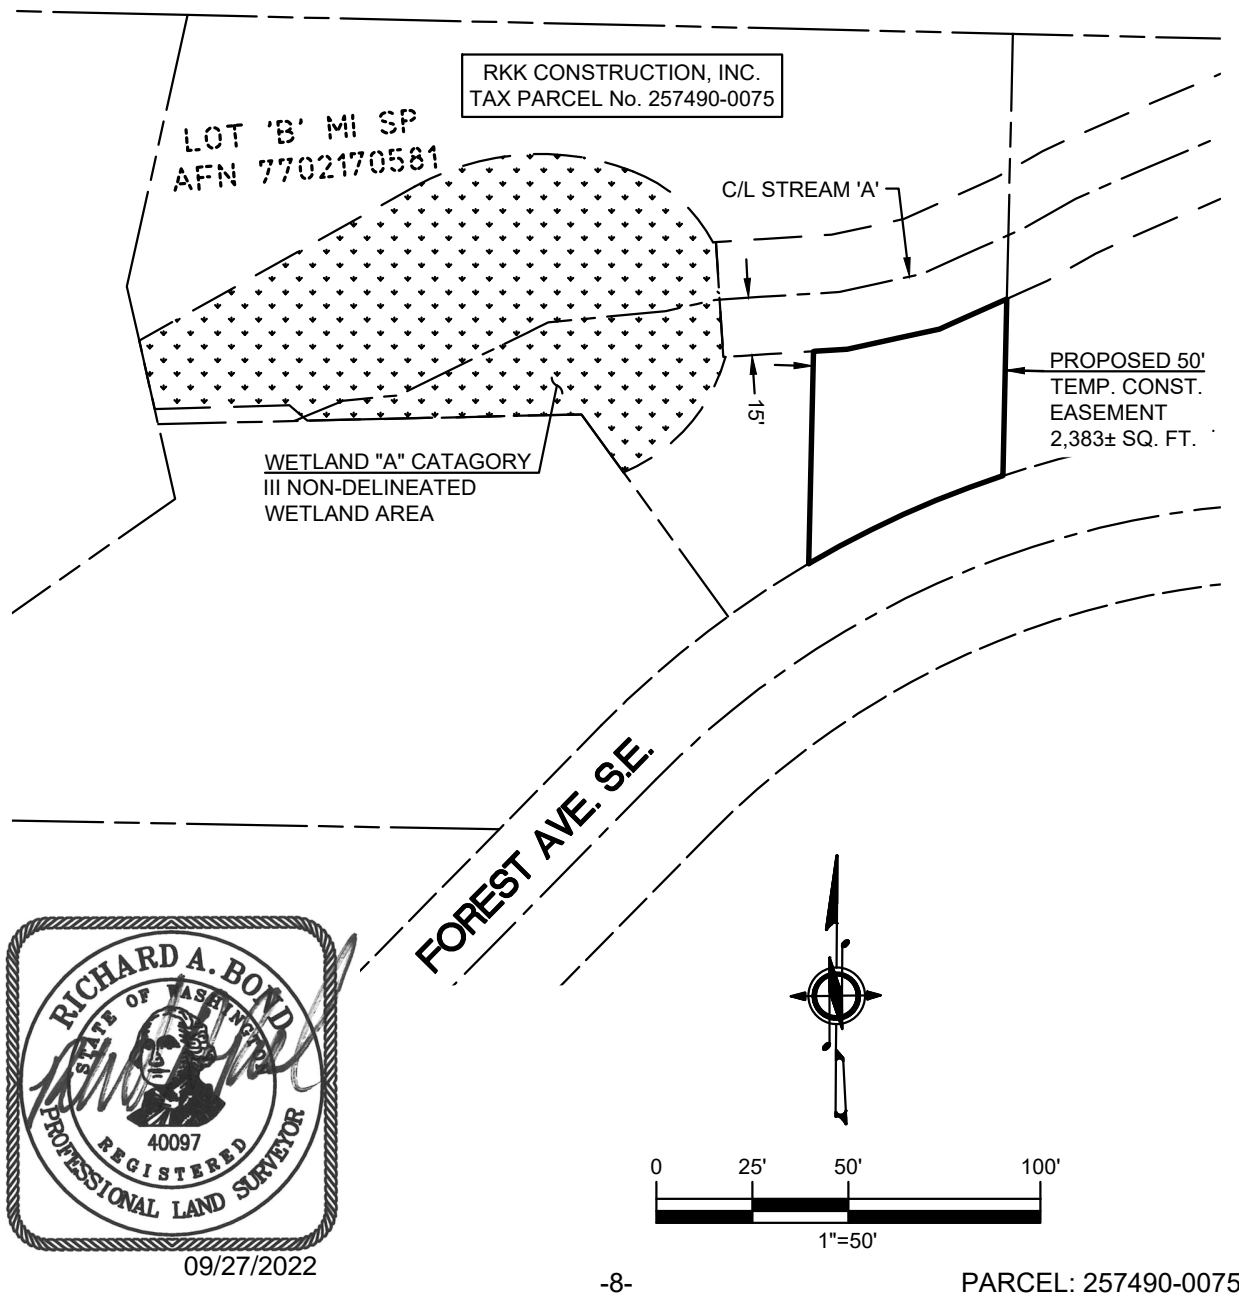 RKK CONSTRUCTION, INC.
TAX PARCEL No. 257490-0075
LOT 'B' MI SP
AFN 7702170581
C/L STREAM 'A'
15'
PROPOSED 50'
TEMP. CONST.
EASEMENT
2,383± SQ. FT.
WETLAND "A" CATAGORY
III NON-DELINEATED
WETLAND AREA
FOREST AVE. S.E.
RICHARD A. BOND
STATE OF WASHINGTON
40097
REGISTERED
PROFESSIONAL LAND SURVEYOR
09/27/2022
0 25' 50' 100'
1"=50'
-8-
PARCEL: 257490-0075